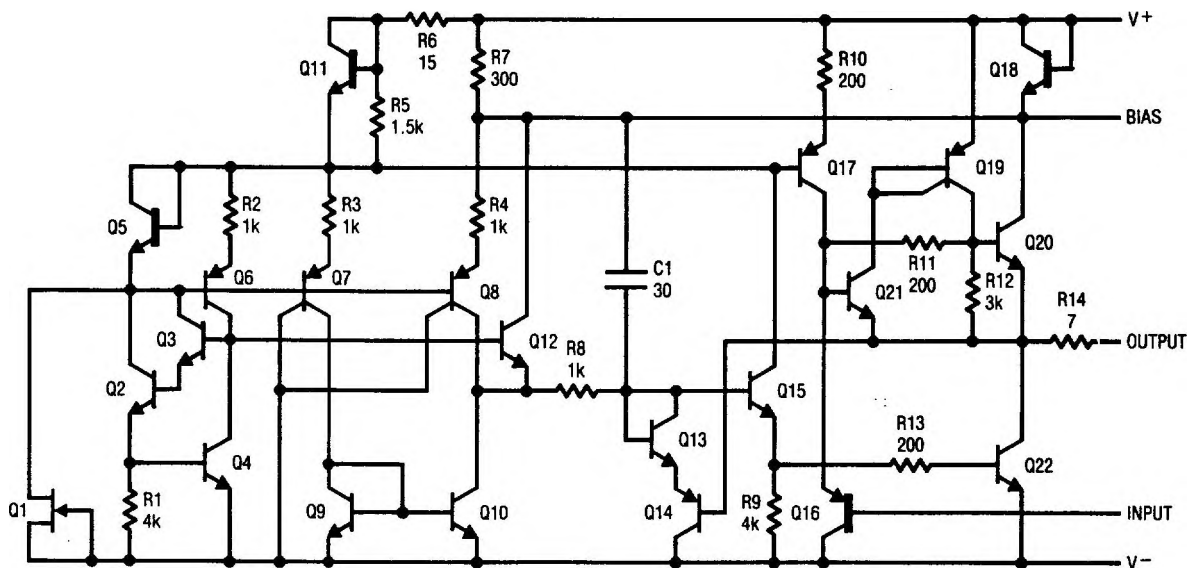 V+
R6
15
R7
300
Q11
R10
200
Q18
R5
1.5k
BIAS
Q17
Q19
Q5
R2
1k
R3
1k
R4
1k
Q6
Q7
Q8
C1
30
R11
200
Q20
Q21
R12
3k
R14
7
OUTPUT
Q3
Q12
R8
1k
Q2
Q15
Q13
R13
200
Q4
Q22
Q1
R1
4k
Q9
Q10
Q14
R9
4k
Q16
INPUT
V−